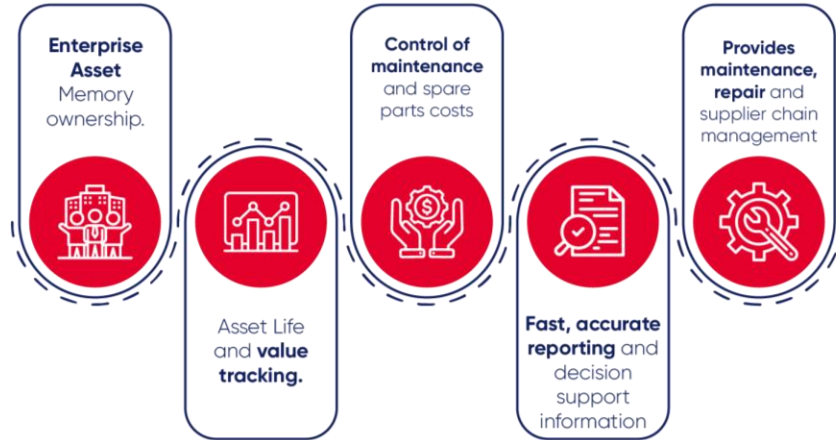 Enterprise
Asset
Memory
ownership.
Asset Life
and value
tracking.
Control of
maintenance
and spare
parts costs
$
Fast, accurate
reporting and
decision
support
information
Provides
maintenance,
repair and
supplier chain
management